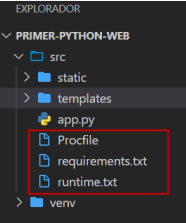 EXPLORADOR
PRIMER-PYTHON-WEB
src
static
templates
app.py
Procfile
requirements.txt
runtime.txt
venv